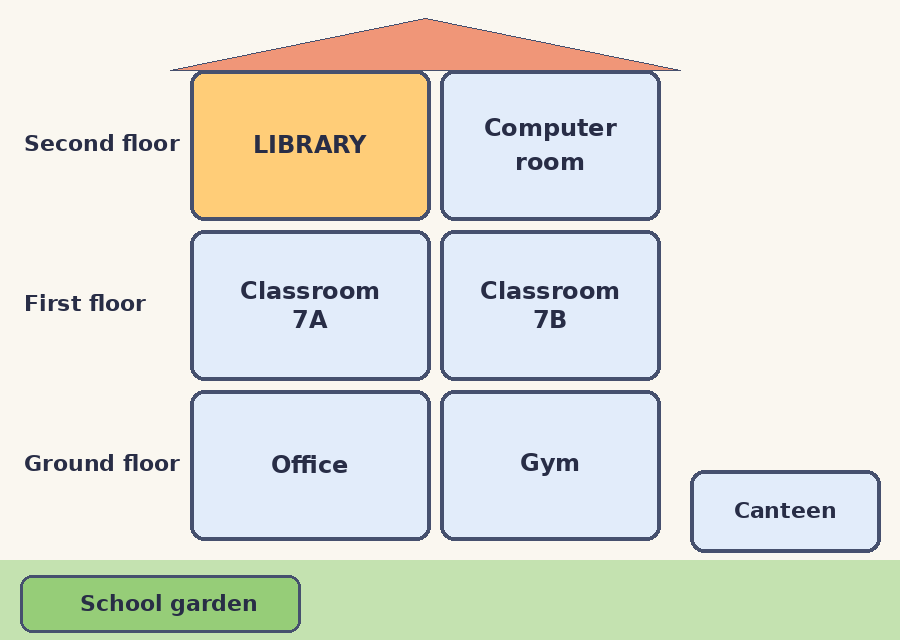 Second floor
LIBRARY
Computer
room
First floor
Classroom
7A
Classroom
7B
Ground floor
Office
Gym
Canteen
School garden